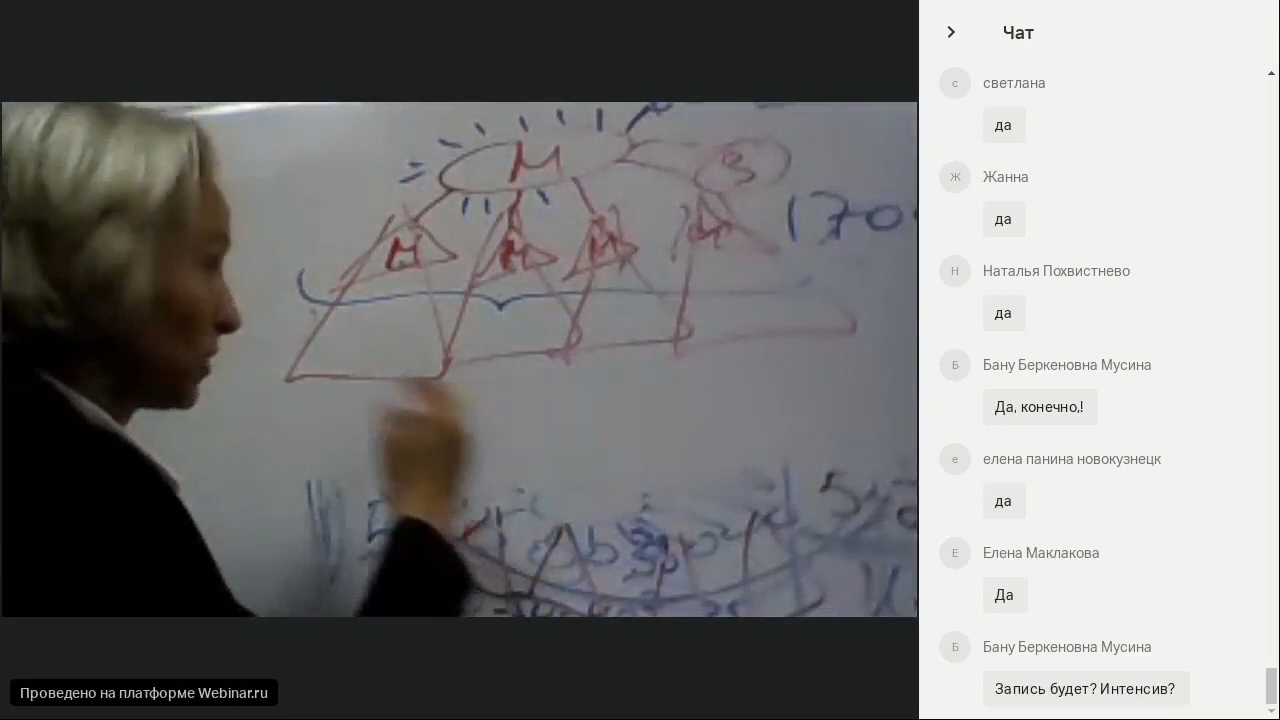 Чат
с светлана
да
Ж Жанна
да
Н Наталья Похвистнево
да
Б Бану Беркеновна Мусина
Да, конечно,!
е елена панина новокузнецк
да
Е Елена Маклакова
Да
Б Бану Беркеновна Мусина
Запись будет? Интенсив?
М
М М М
170
Проведено на платформе Webinar.ru